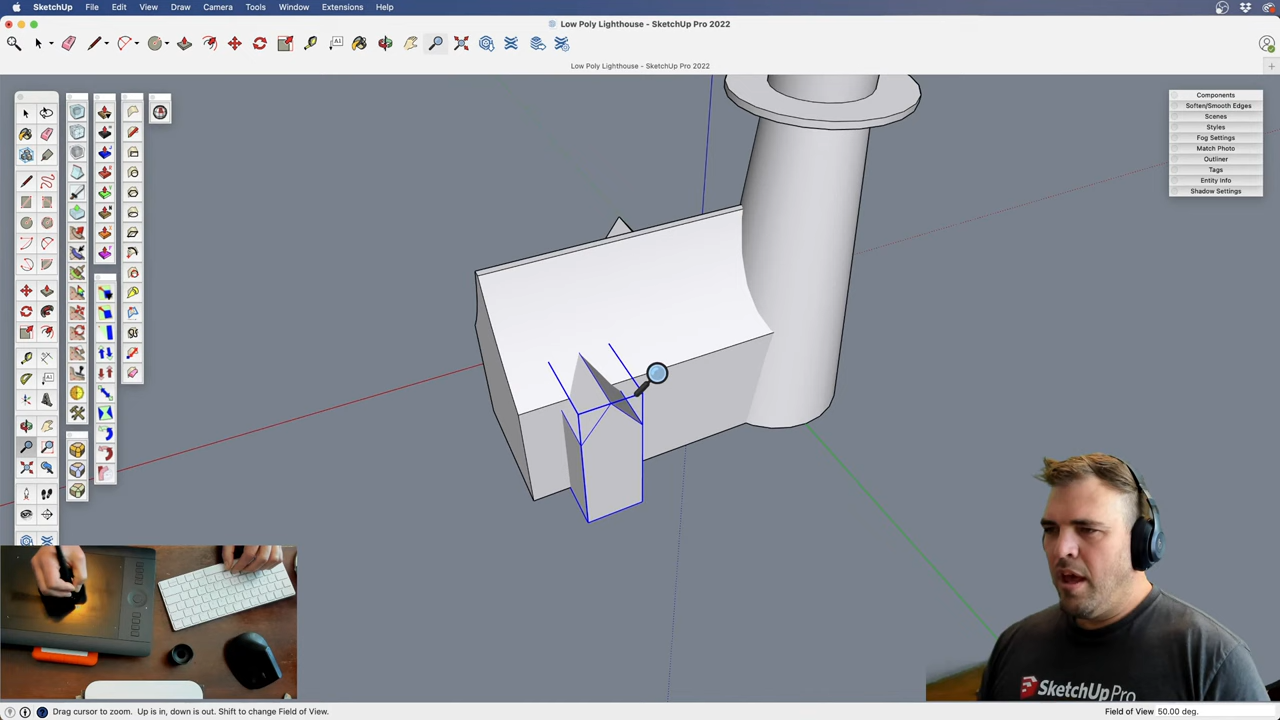 SketchUp File Edit View Draw Camera Tools Window Extensions Help
Low Poly Lighthouse - SketchUp Pro 2022
Low Poly Lighthouse - SketchUp Pro 2022
Components
Soften/Smooth Edges
Scenes
Styles
Fog Settings
Match Photo
Outliner
Tags
Entity Info
Shadow Settings
SketchUp Pro
Drag cursor to zoom. Up is in, down is out. Shift to change Field of View.
Field of View 50.00 deg.